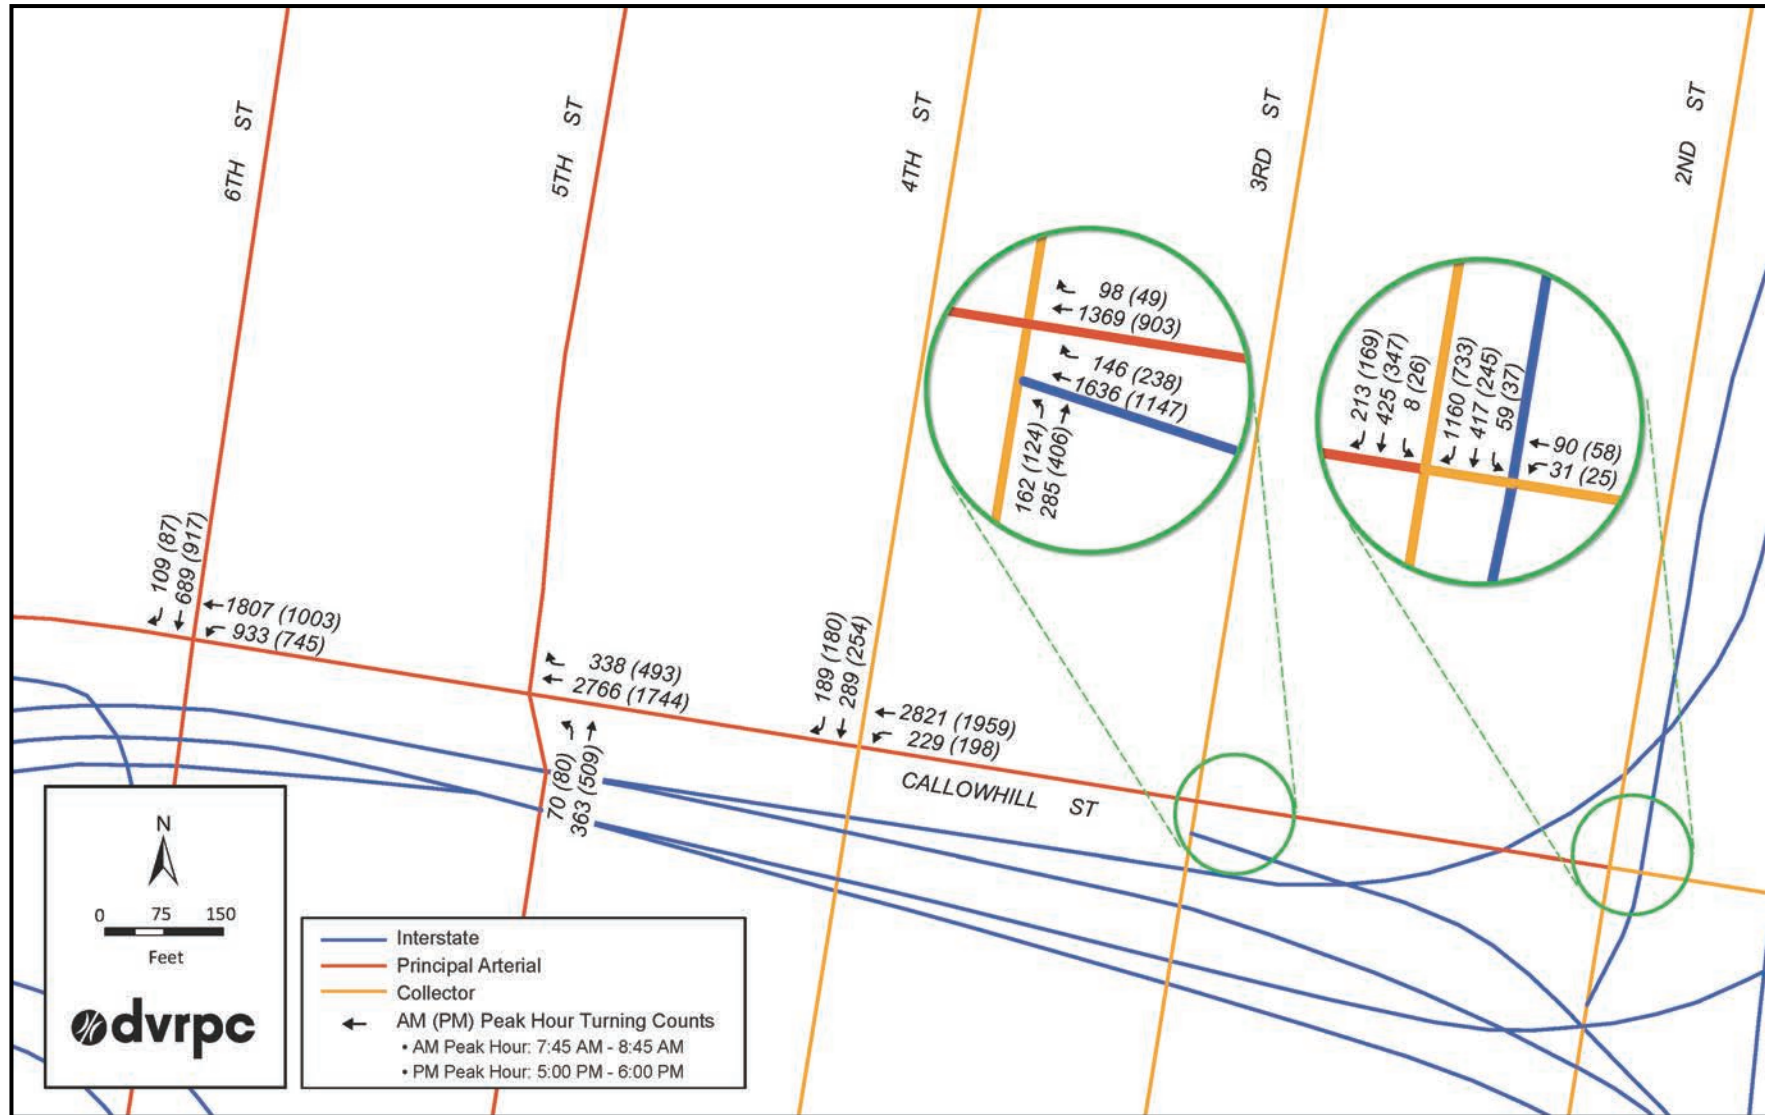 6TH ST
5TH ST
4TH ST
3RD ST
2ND ST
98 (49)
1369 (903)
146 (238)
1636 (1147)
162 (124)
285 (406)
213 (169)
425 (347)
8 (26)
1160 (733)
417 (245)
59 (37)
90 (58)
31 (25)
109 (87)
689 (917)
1807 (1003)
933 (745)
338 (493)
2766 (1744)
70 (80)
363 (509)
189 (180)
289 (254)
2821 (1959)
229 (198)
CALLOWHILL ST
N
0 75 150
Feet
dvrpc
Interstate
Principal Arterial
Collector
AM (PM) Peak Hour Turning Counts
• AM Peak Hour: 7:45 AM - 8:45 AM
• PM Peak Hour: 5:00 PM - 6:00 PM